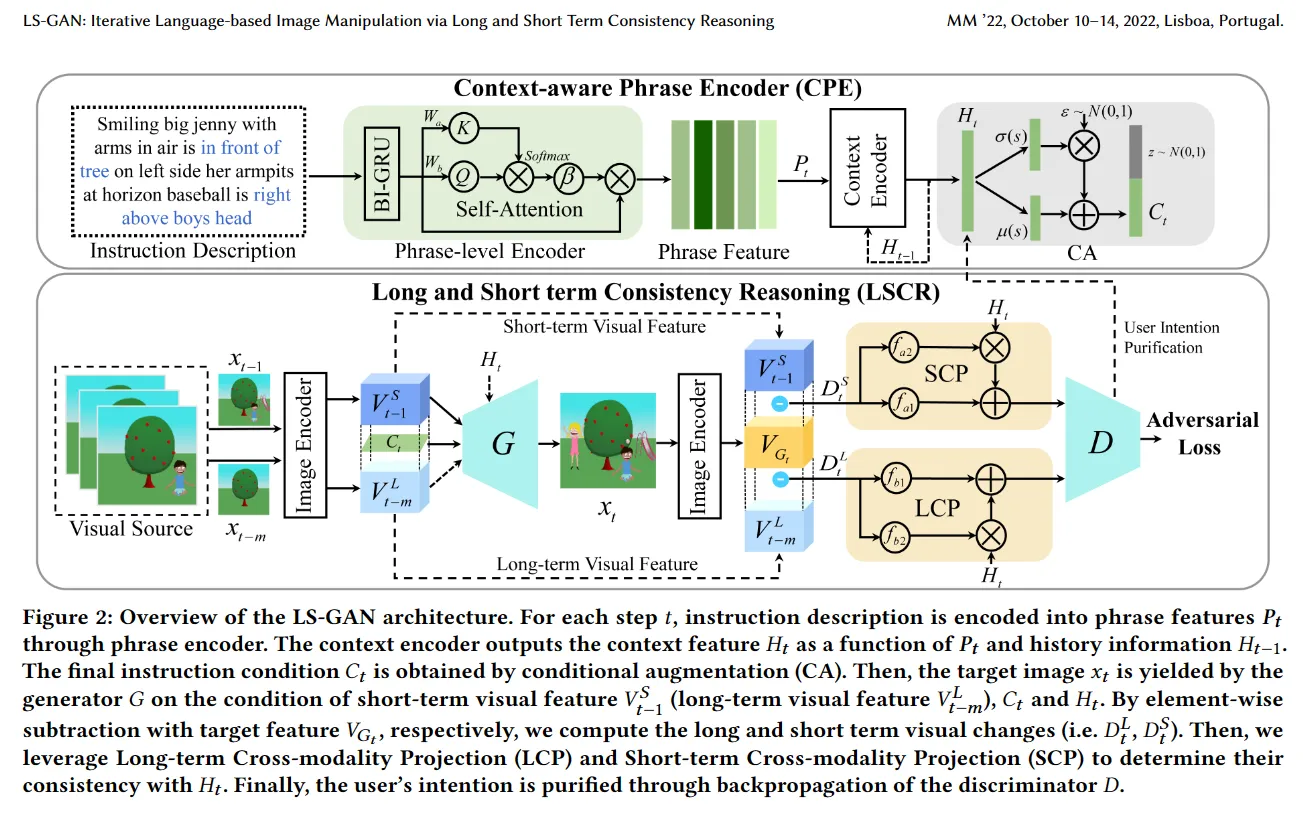 LS-GAN: Iterative Language-based Image Manipulation via Long and Short Term Consistency Reasoning
MM ’22, October 10–14, 2022, Lisboa, Portugal.
Context-aware Phrase Encoder (CPE)
Smiling big jenny with
arms in air is in front of
tree on left side her armpits
at horizon baseball is right
above boys head
Instruction Description
BI-GRU
W_a
K
W_b
Q
Softmax
β
Self-Attention
Phrase-level Encoder
Phrase Feature
P_t
Context
Encoder
H_{t-1}
H_t
σ(s)
μ(s)
ε ~ N(0,1)
z ~ N(0,1)
C_t
CA
Long and Short term Consistency Reasoning (LSCR)
Short-term Visual Feature
Visual Source
x_{t-1}
x_{t-m}
Image Encoder
V^S_{t-1}
C_t
V^L_{t-m}
H_t
G
x_t
Image Encoder
Long-term Visual Feature
V^S_{t-1}
V_{G_t}
V^L_{t-m}
D^S_t
D^L_t
H_t
f_{a2}
SCP
f_{a1}
f_{b1}
LCP
f_{b2}
H_t
User Intention
Purification
D
Adversarial
Loss
Figure 2: Overview of the LS-GAN architecture. For each step t, instruction description is encoded into phrase features P_t
through phrase encoder. The context encoder outputs the context feature H_t as a function of P_t and history information H_{t-1}.
The final instruction condition C_t is obtained by conditional augmentation (CA). Then, the target image x_t is yielded by the
generator G on the condition of short-term visual feature V^S_{t-1} (long-term visual feature V^L_{t-m}), C_t and H_t. By element-wise
subtraction with target feature V_{G_t}, respectively, we compute the long and short term visual changes (i.e. D^L_t, D^S_t). Then, we
leverage Long-term Cross-modality Projection (LCP) and Short-term Cross-modality Projection (SCP) to determine their
consistency with H_t. Finally, the user’s intention is purified through backpropagation of the discriminator D.